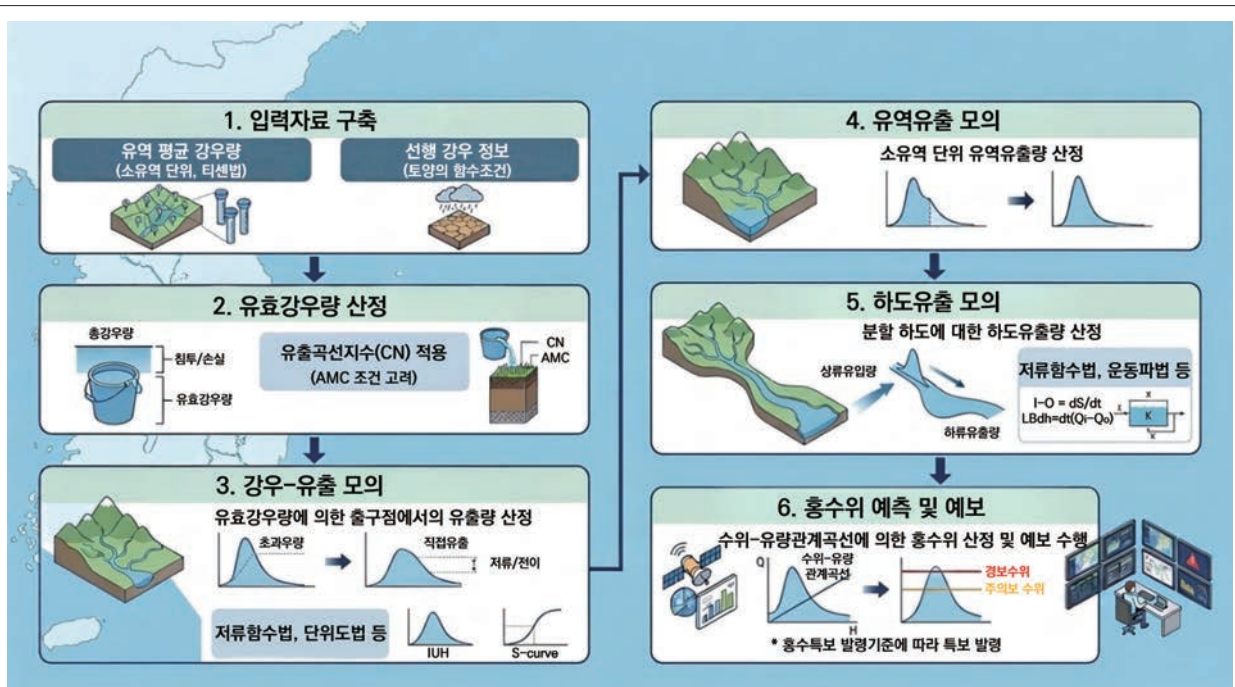 1. 입력자료 구축
유역 평균 강우량
(소유역 단위, 티센법)
선행 강우 정보
(토양의 함수조건)
2. 유효강우량 산정
총강우량
침투/손실
유효강우량
유출곡선지수(CN) 적용
(AMC 조건 고려)
CN
AMC
3. 강우-유출 모의
유효강우량에 의한 출구점에서의 유출량 산정
초과우량
직접유출
저류/전이
저류함수법, 단위도법 등
IUH
S-curve
4. 유역유출 모의
소유역 단위 유역유출량 산정
5. 하도유출 모의
분할 하도에 대한 하도유출량 산정
상류유입량
하류유출량
저류함수법, 운동파법 등
I-O = dS/dt
LBdh=dt(Qi-Qo)
x
I
K
x
6. 홍수위 예측 및 예보
수위-유량관계곡선에 의한 홍수위 산정 및 예보 수행
Q
수위-유량
관계곡선
H
경보수위
주의보 수위
* 홍수특보 발령기준에 따라 특보 발령